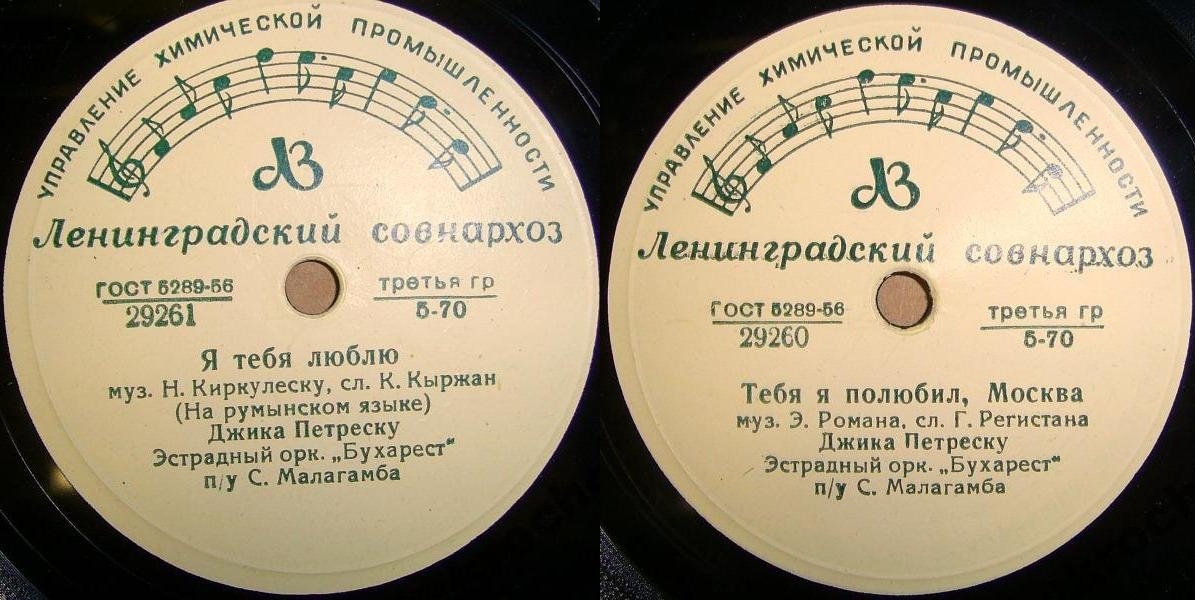 УПРАВЛЕНИЕ ХИМИЧЕСКОЙ ПРОМЫШЛЕННОСТИ
ЛЗ
Ленинградский совнархоз
ГОСТ 5289-56
29261
третья гр
5-70
Я тебя люблю
муз. Н. Киркулеску, сл. К. Кыржан
(На румынском языке)
Джика Петреску
Эстрадный орк. „Бухарест“
п/у С. Малагамба
УПРАВЛЕНИЕ ХИМИЧЕСКОЙ ПРОМЫШЛЕННОСТИ
ЛЗ
Ленинградский совнархоз
ГОСТ 5289-56
29260
третья гр
5-70
Тебя я полюбил, Москва
муз. Э. Романа, сл. Г. Регистана
Джика Петреску
Эстрадный орк. „Бухарест“
п/у С. Малагамба